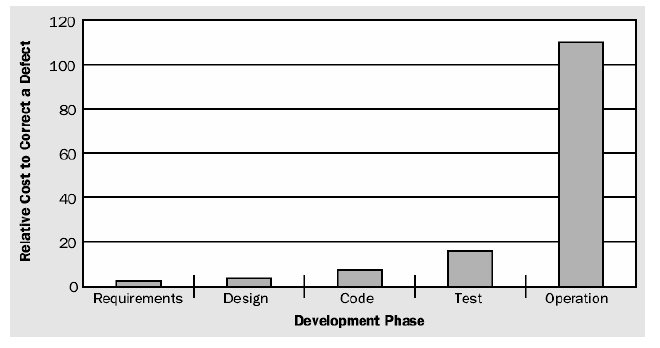 Relative Cost to Correct a Defect
120
100
80
60
40
20
0
Requirements Design Code Test Operation
Development Phase